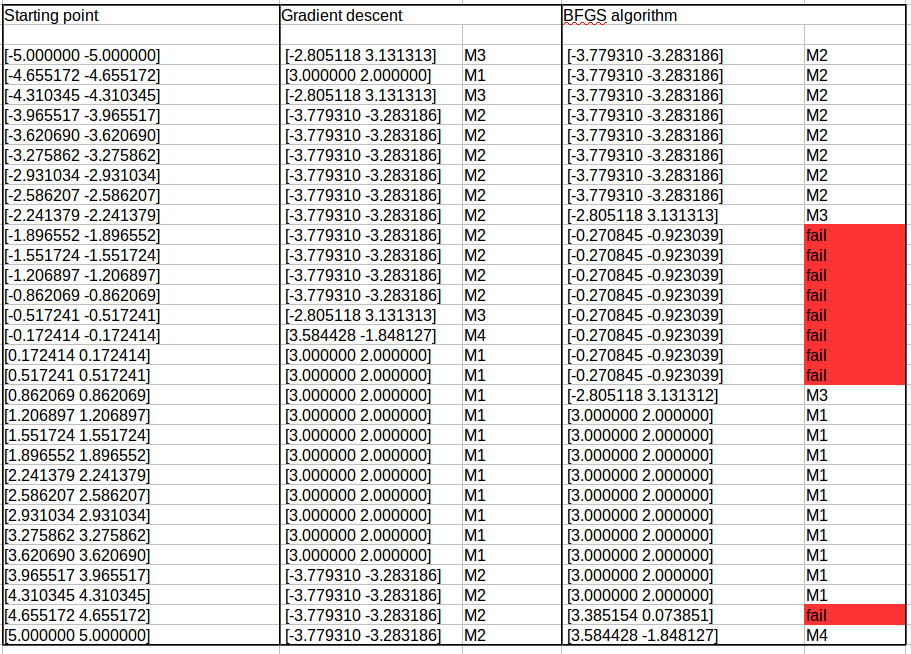 Starting point Gradient descent BFGS algorithm
[-5.000000 -5.000000] [-2.805118 3.131313] M3 [-3.779310 -3.283186] M2
[-4.655172 -4.655172] [3.000000 2.000000] M1 [-3.779310 -3.283186] M2
[-4.310345 -4.310345] [-2.805118 3.131313] M3 [-3.779310 -3.283186] M2
[-3.965517 -3.965517] [-3.779310 -3.283186] M2 [-3.779310 -3.283186] M2
[-3.620690 -3.620690] [-3.779310 -3.283186] M2 [-3.779310 -3.283186] M2
[-3.275862 -3.275862] [-3.779310 -3.283186] M2 [-3.779310 -3.283186] M2
[-2.931034 -2.931034] [-3.779310 -3.283186] M2 [-3.779310 -3.283186] M2
[-2.586207 -2.586207] [-3.779310 -3.283186] M2 [-3.779310 -3.283186] M2
[-2.241379 -2.241379] [-3.779310 -3.283186] M2 [-2.805118 3.131313] M3
[-1.896552 -1.896552] [-3.779310 -3.283186] M2 [-0.270845 -0.923039] fail
[-1.551724 -1.551724] [-3.779310 -3.283186] M2 [-0.270845 -0.923039] fail
[-1.206897 -1.206897] [-3.779310 -3.283186] M2 [-0.270845 -0.923039] fail
[-0.862069 -0.862069] [-3.779310 -3.283186] M2 [-0.270845 -0.923039] fail
[-0.517241 -0.517241] [-2.805118 3.131313] M3 [-0.270845 -0.923039] fail
[-0.172414 -0.172414] [3.584428 -1.848127] M4 [-0.270845 -0.923039] fail
[0.172414 0.172414] [3.000000 2.000000] M1 [-0.270845 -0.923039] fail
[0.517241 0.517241] [3.000000 2.000000] M1 [-0.270845 -0.923039] fail
[0.862069 0.862069] [3.000000 2.000000] M1 [-2.805118 3.131312] M3
[1.206897 1.206897] [3.000000 2.000000] M1 [3.000000 2.000000] M1
[1.551724 1.551724] [3.000000 2.000000] M1 [3.000000 2.000000] M1
[1.896552 1.896552] [3.000000 2.000000] M1 [3.000000 2.000000] M1
[2.241379 2.241379] [3.000000 2.000000] M1 [3.000000 2.000000] M1
[2.586207 2.586207] [3.000000 2.000000] M1 [3.000000 2.000000] M1
[2.931034 2.931034] [3.000000 2.000000] M1 [3.000000 2.000000] M1
[3.275862 3.275862] [3.000000 2.000000] M1 [3.000000 2.000000] M1
[3.620690 3.620690] [3.000000 2.000000] M1 [3.000000 2.000000] M1
[3.965517 3.965517] [-3.779310 -3.283186] M2 [3.000000 2.000000] M1
[4.310345 4.310345] [-3.779310 -3.283186] M2 [3.000000 2.000000] M1
[4.655172 4.655172] [-3.779310 -3.283186] M2 [3.385154 0.073851] fail
[5.000000 5.000000] [-3.779310 -3.283186] M2 [3.584428 -1.848127] M4